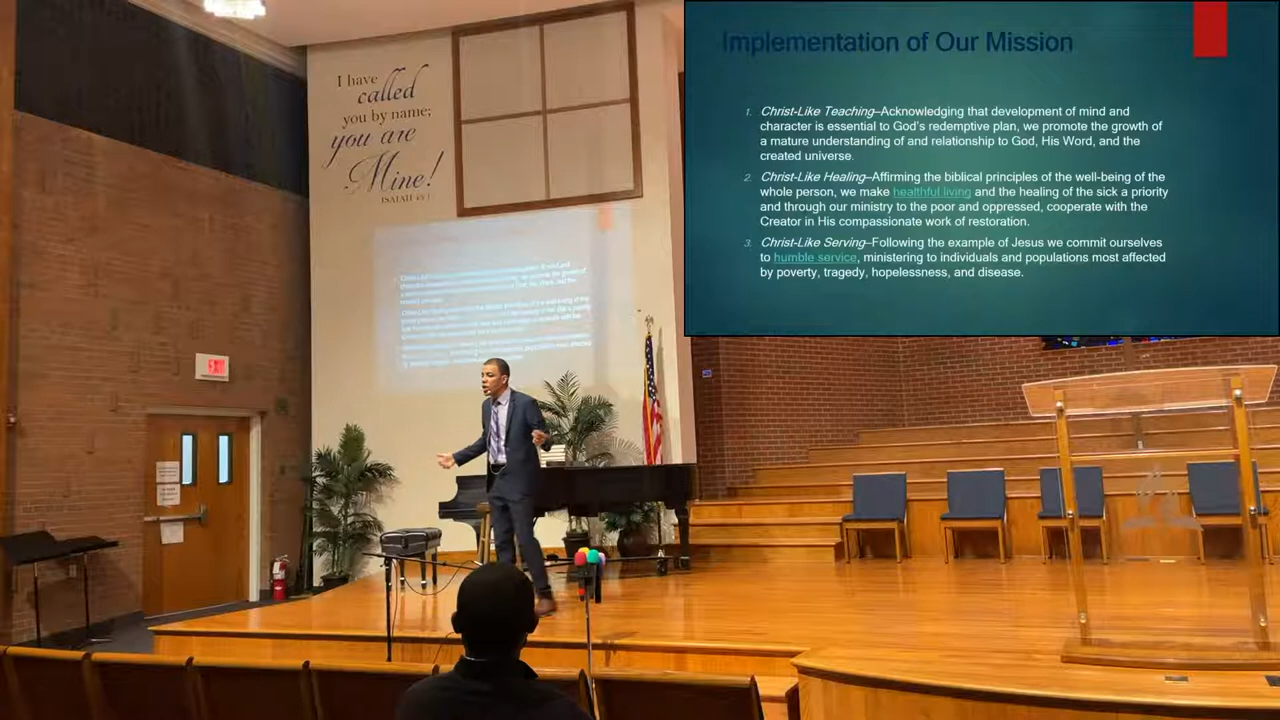 I have
called
you by name;
you are
Mine!
ISAIAH 43:1
Implementation of Our Mission
1. Christ-Like Teaching–Acknowledging that development of mind and
character is essential to God's redemptive plan, we promote the growth of
a mature understanding of and relationship to God, His Word, and the
created universe.
2. Christ-Like Healing–Affirming the biblical principles of the well-being of the
whole person, we make healthful living and the healing of the sick a priority
and through our ministry to the poor and oppressed, cooperate with the
Creator in His compassionate work of restoration.
3. Christ-Like Serving–Following the example of Jesus we commit ourselves
to humble service, ministering to individuals and populations most affected
by poverty, tragedy, hopelessness, and disease.
EXIT